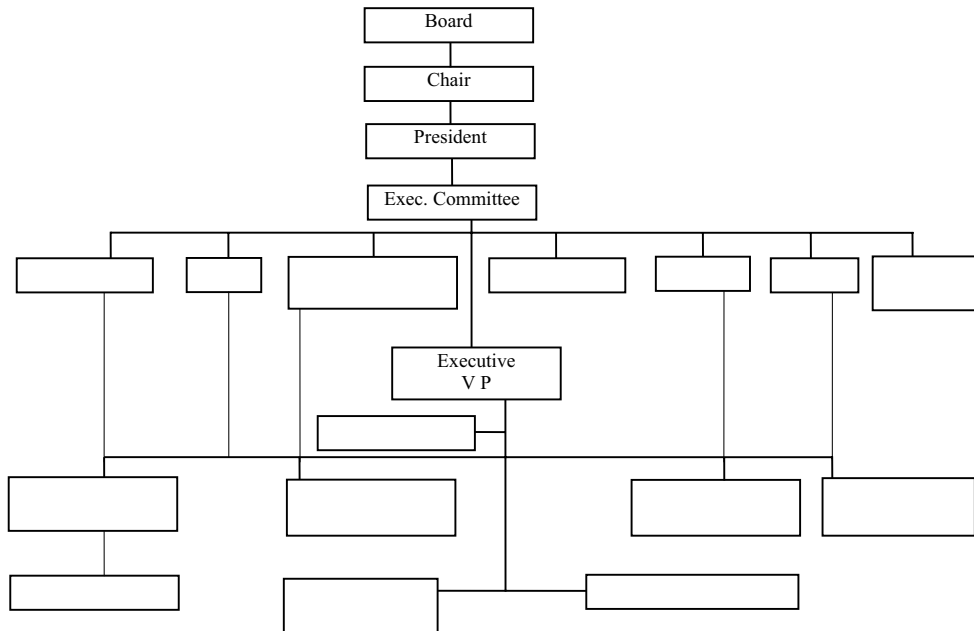 Board
Chair
President
Exec. Committee
Executive
V P